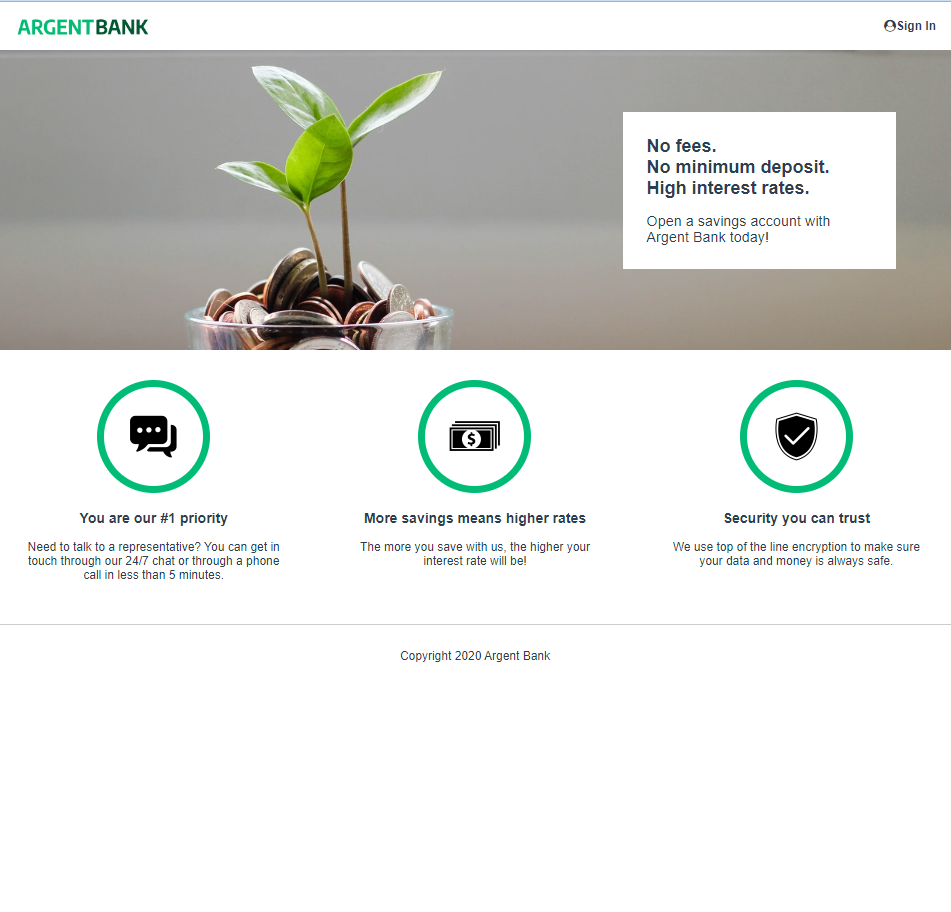 ARGENTBANK
Sign In
No fees.
No minimum deposit.
High interest rates.
Open a savings account with
Argent Bank today!
You are our #1 priority
Need to talk to a representative? You can get in
touch through our 24/7 chat or through a phone
call in less than 5 minutes.
$
More savings means higher rates
The more you save with us, the higher your
interest rate will be!
Security you can trust
We use top of the line encryption to make sure
your data and money is always safe.
Copyright 2020 Argent Bank